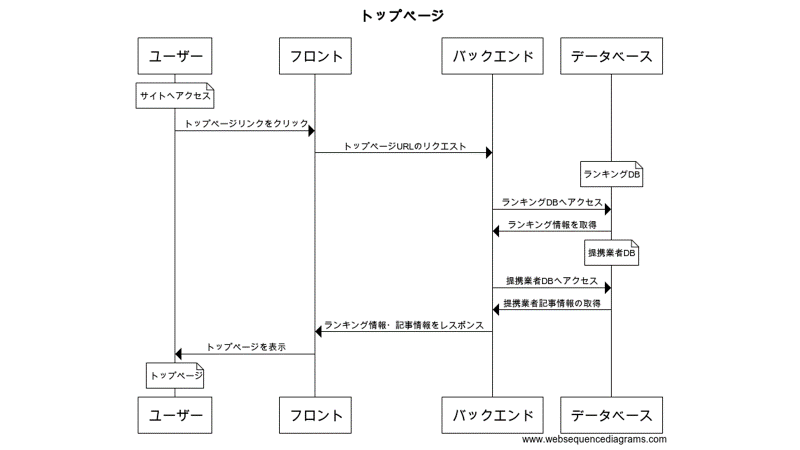 トップページ
ユーザー
フロント
バックエンド
データベース
サイトへアクセス
トップページリンクをクリック
トップページURLのリクエスト
ランキングDB
ランキングDBへアクセス
ランキング情報を取得
提携業者DB
提携業者DBへアクセス
提携業者記事情報の取得
ランキング情報・記事情報をレスポンス
トップページを表示
トップページ
ユーザー
フロント
バックエンド
データベース
www.websequencediagrams.com